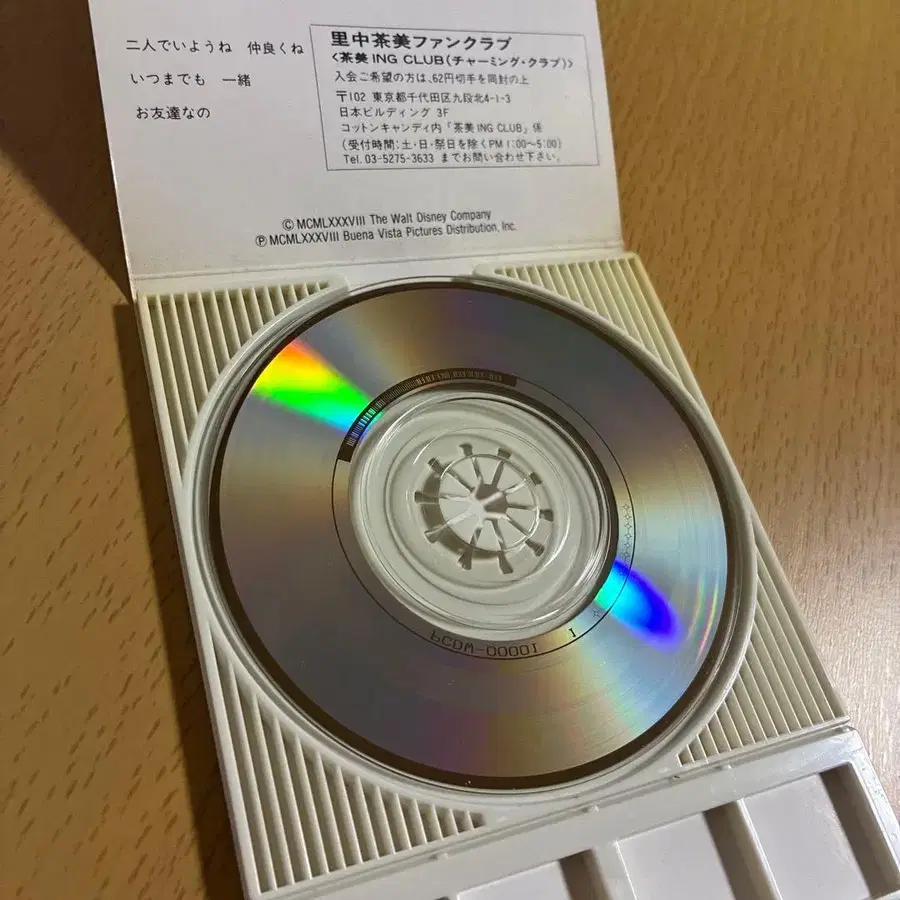 二人でいようね 仲良くね
いつまでも 一緒
お友達なの
里中茶美ファンクラブ
〈茶美 ING CLUB(チャーミング・クラブ)〉
入会ご希望の方は、62円切手を同封の上
〒102 東京都千代田区九段北4-1-3
日本ビルディング 3F
コットンキャンディ内「茶美 ING CLUB」係
(受付時間:土・日・祭日を除くPM 1:00〜5:00)
Tel. 03-5275-3633 までお問い合わせ下さい。
© MCMLXXXVIII The Walt Disney Company
℗ MCMLXXXVIII Buena Vista Pictures Distribution, Inc.
PCDW-00001 1